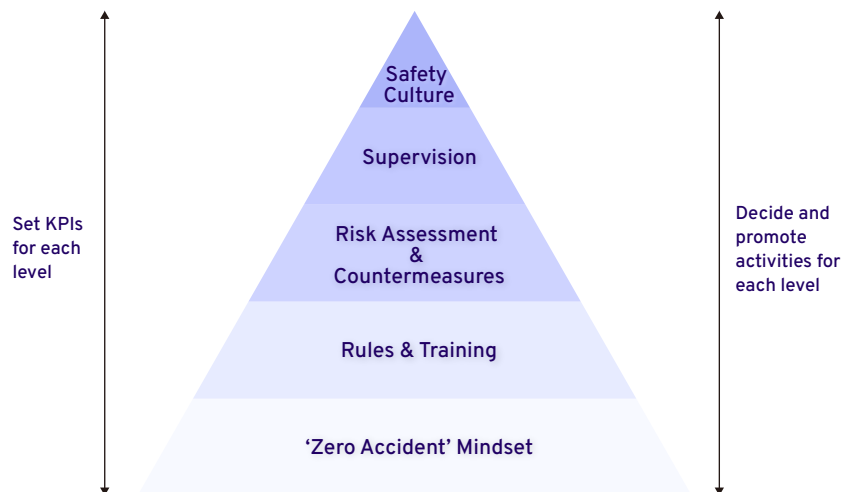 Safety
Culture
Supervision
Risk Assessment
&
Countermeasures
Rules & Training
‘Zero Accident’ Mindset
Set KPIs
for each
level
Decide and
promote
activities for
each level